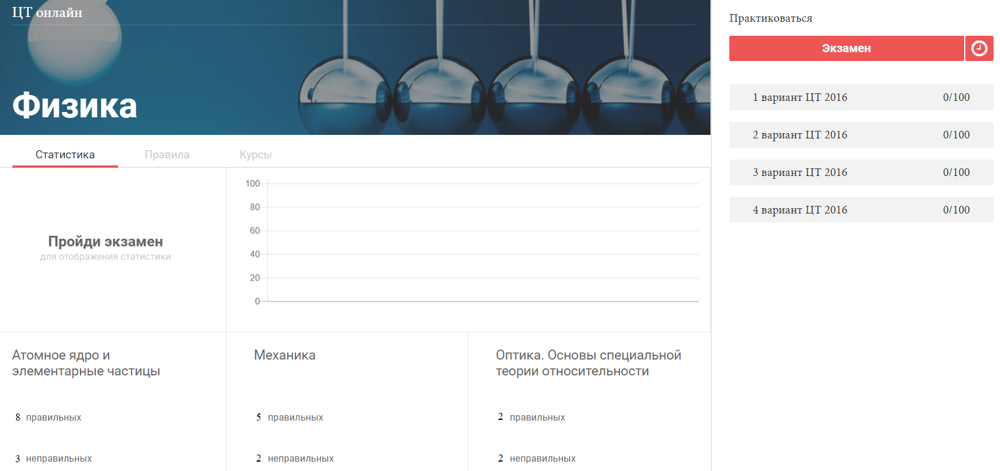 ЦТ онлайн
Физика
Статистика
Правила
Курсы
Пройди экзамен
для отображения статистики
100
80
60
40
20
0
Атомное ядро и
элементарные частицы
8 правильных
3 неправильных
Механика
5 правильных
2 неправильных
Оптика. Основы специальной
теории относительности
2 правильных
2 неправильных
Практиковаться
Экзамен
1 вариант ЦТ 2016 0/100
2 вариант ЦТ 2016 0/100
3 вариант ЦТ 2016 0/100
4 вариант ЦТ 2016 0/100